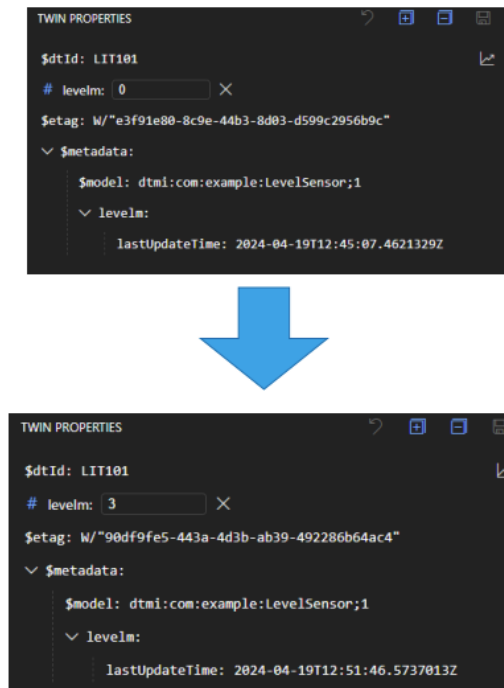 TWIN PROPERTIES
$dtId: LIT101
# levelm: 0
$etag: W/"e3f91e80-8c9e-44b3-8d03-d599c2956b9c"
$metadata:
$model: dtmi:com:example:LevelSensor;1
levelm:
lastUpdateTime: 2024-04-19T12:45:07.4621329Z
TWIN PROPERTIES
$dtId: LIT101
# levelm: 3
$etag: W/"90df9fe5-443a-4d3b-ab39-492286b64ac4"
$metadata:
$model: dtmi:com:example:LevelSensor;1
levelm:
lastUpdateTime: 2024-04-19T12:51:46.5737013Z